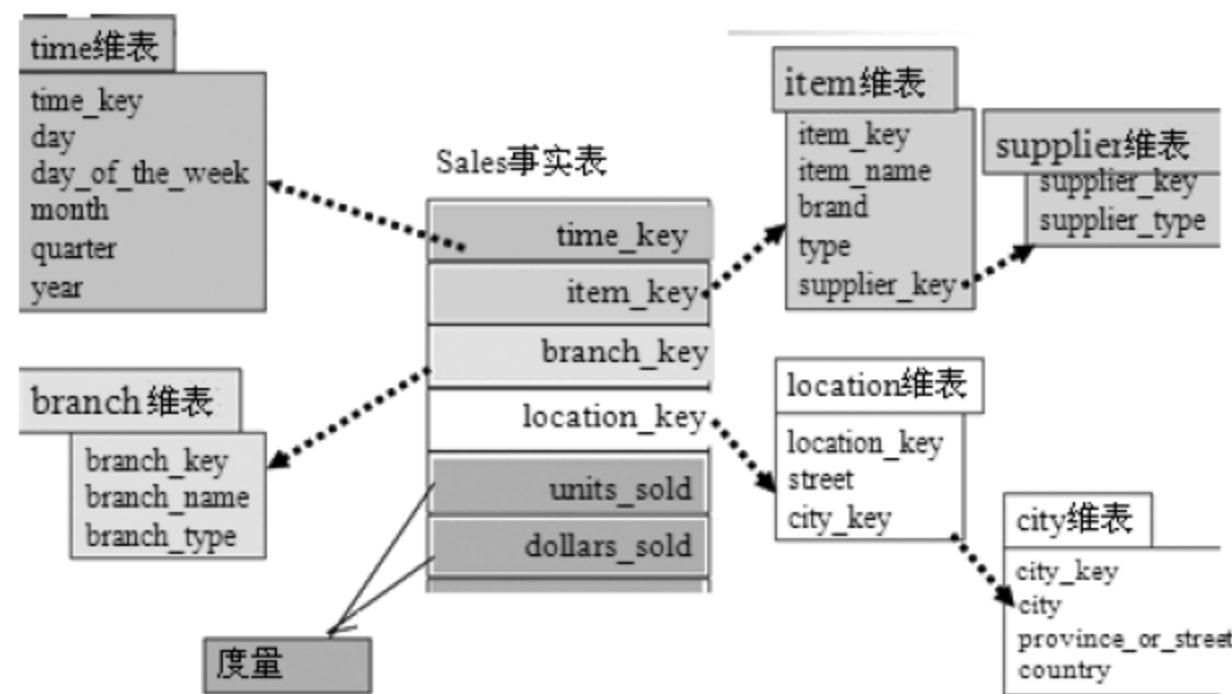 time维表
time_key
day
day_of_the_week
month
quarter
year
branch维表
branch_key
branch_name
branch_type
Sales事实表
time_key
item_key
branch_key
location_key
units_sold
dollars_sold
度量
item维表
item_key
item_name
brand
type
supplier_key
supplier维表
supplier_key
supplier_type
location维表
location_key
street
city_key
city维表
city_key
city
province_or_street
country